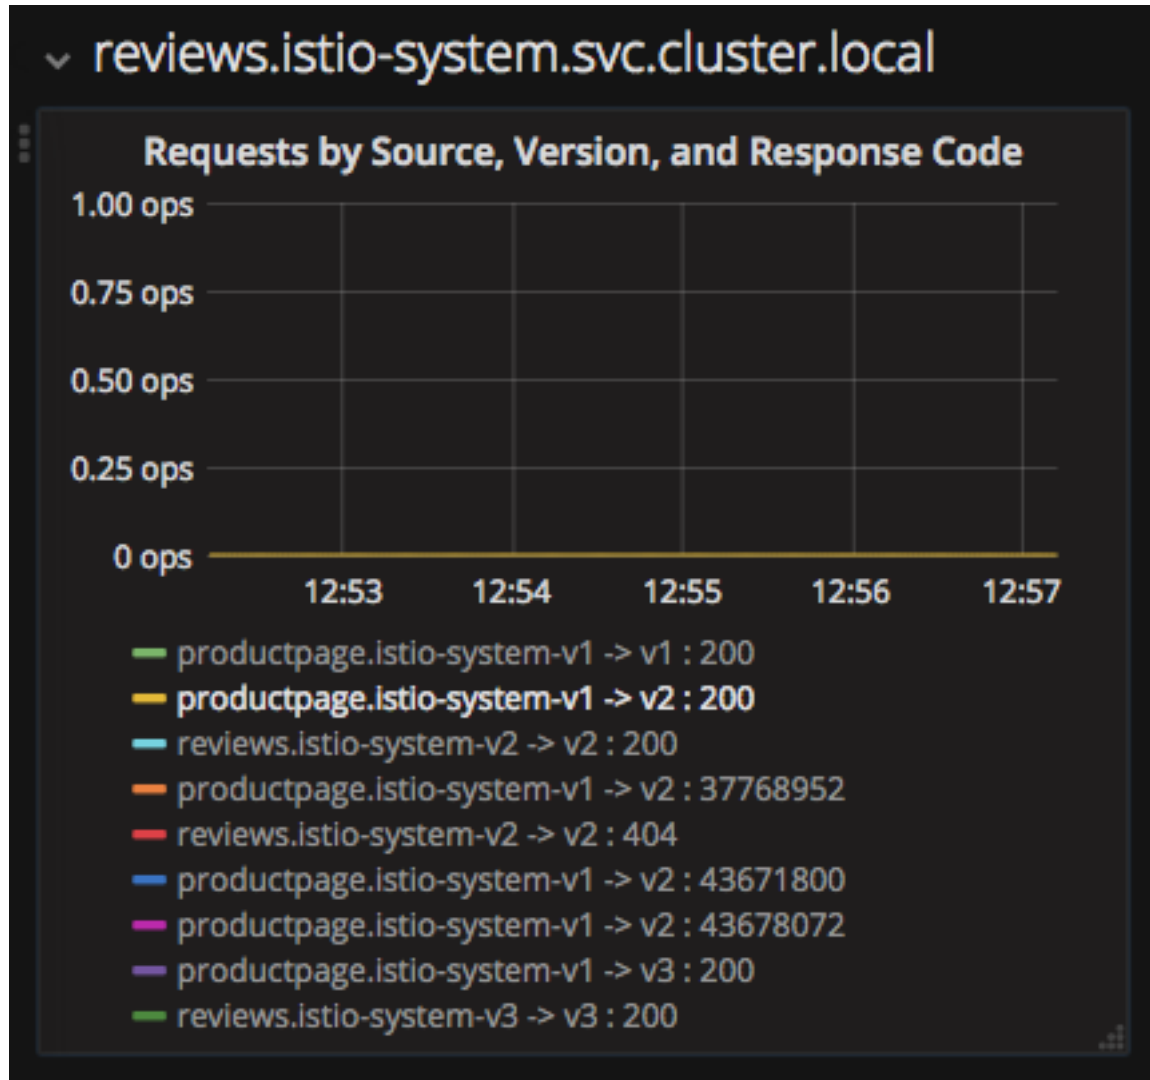 reviews.istio-system.svc.cluster.local
Requests by Source, Version, and Response Code
1.00 ops
0.75 ops
0.50 ops
0.25 ops
0 ops
12:53 12:54 12:55 12:56 12:57
productpage.istio-system-v1 -> v1 : 200
productpage.istio-system-v1 -> v2 : 200
reviews.istio-system-v2 -> v2 : 200
productpage.istio-system-v1 -> v2 : 37768952
reviews.istio-system-v2 -> v2 : 404
productpage.istio-system-v1 -> v2 : 43671800
productpage.istio-system-v1 -> v2 : 43678072
productpage.istio-system-v1 -> v3 : 200
reviews.istio-system-v3 -> v3 : 200